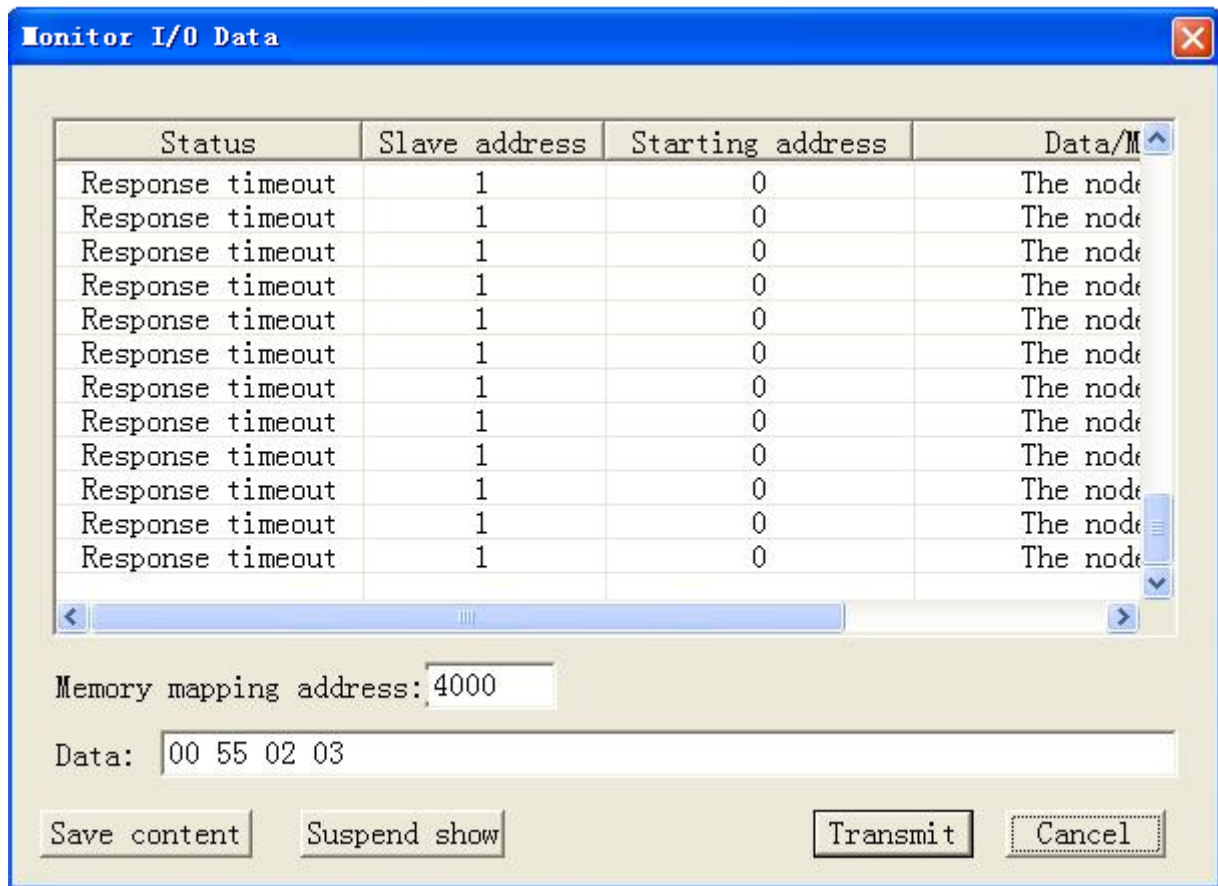 Monitor I/O Data
Status Slave address Starting address Data/M
Response timeout 1 0 The node
Response timeout 1 0 The node
Response timeout 1 0 The node
Response timeout 1 0 The node
Response timeout 1 0 The node
Response timeout 1 0 The node
Response timeout 1 0 The node
Response timeout 1 0 The node
Response timeout 1 0 The node
Response timeout 1 0 The node
Response timeout 1 0 The node
Response timeout 1 0 The node
Memory mapping address: 4000
Data: 00 55 02 03
Save content Suspend show Transmit Cancel